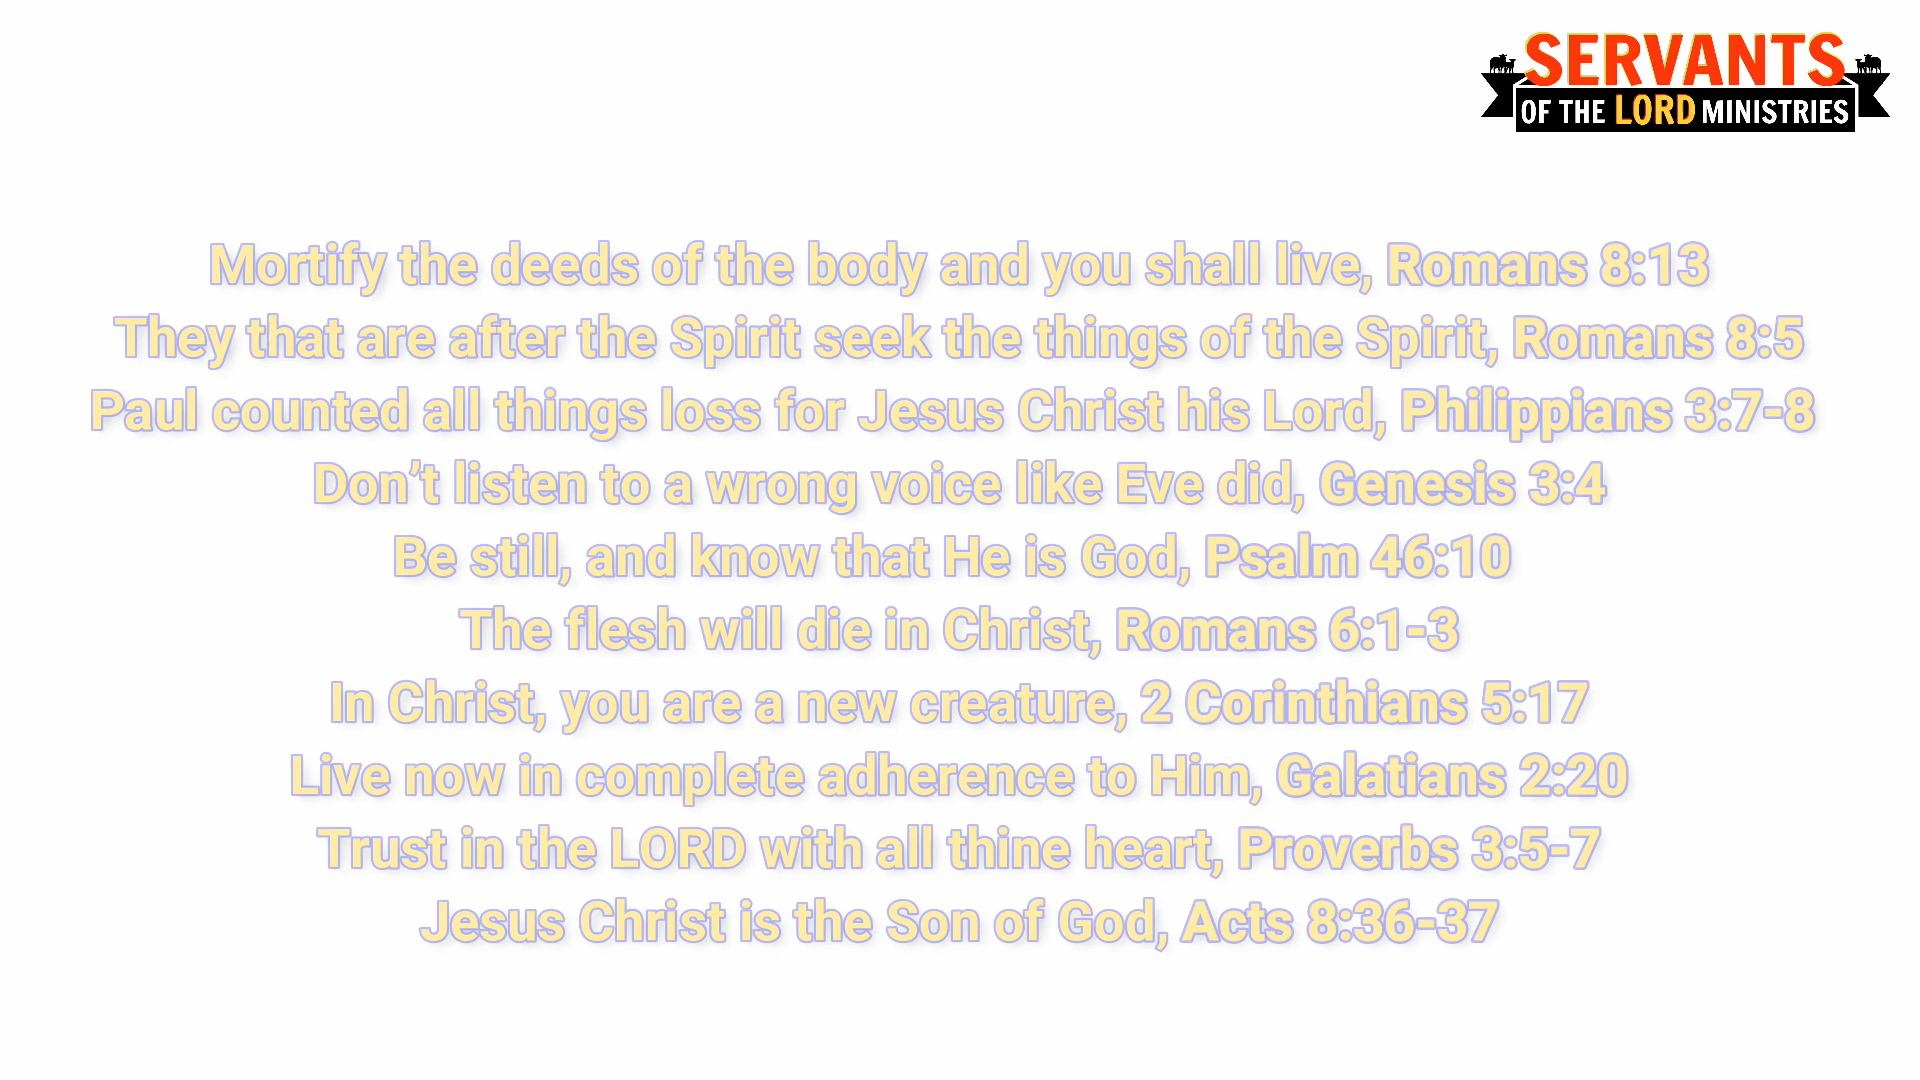 SERVANTS
OF THE LORD MINISTRIES
Mortify the deeds of the body and you shall live, Romans 8:13
They that are after the Spirit seek the things of the Spirit, Romans 8:5
Paul counted all things loss for Jesus Christ his Lord, Philippians 3:7-8
Don’t listen to a wrong voice like Eve did, Genesis 3:4
Be still, and know that He is God, Psalm 46:10
The flesh will die in Christ, Romans 6:1-3
In Christ, you are a new creature, 2 Corinthians 5:17
Live now in complete adherence to Him, Galatians 2:20
Trust in the LORD with all thine heart, Proverbs 3:5-7
Jesus Christ is the Son of God, Acts 8:36-37